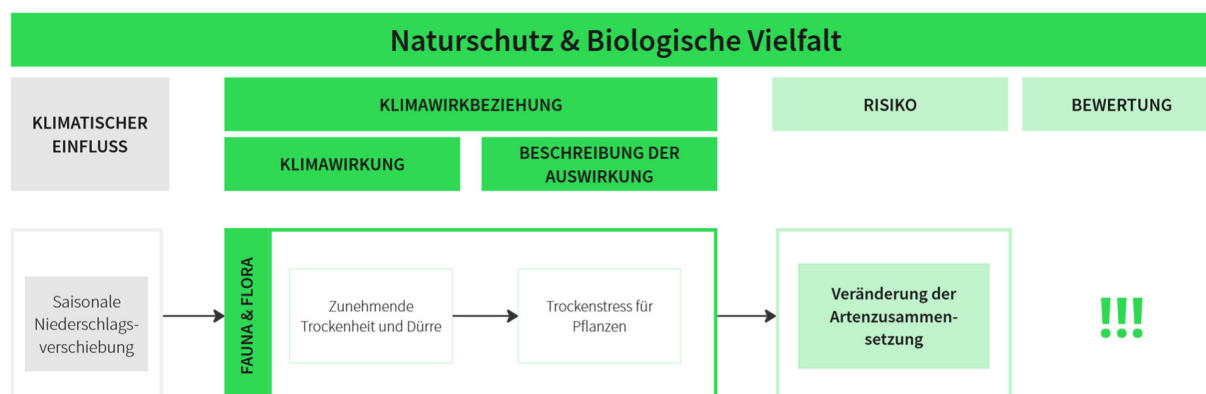 Naturschutz & Biologische Vielfalt
KLIMATISCHER
EINFLUSS
KLIMAWIRKBEZIEHUNG
RISIKO
BEWERTUNG
KLIMAWIRKUNG
BESCHREIBUNG DER
AUSWIRKUNG
Saisonale
Niederschlags-
verschiebung
FAUNA & FLORA
Zunehmende
Trockenheit und Dürre
Trockenstress für
Pflanzen
Veränderung der
Artenzusammen-
setzung
!!!